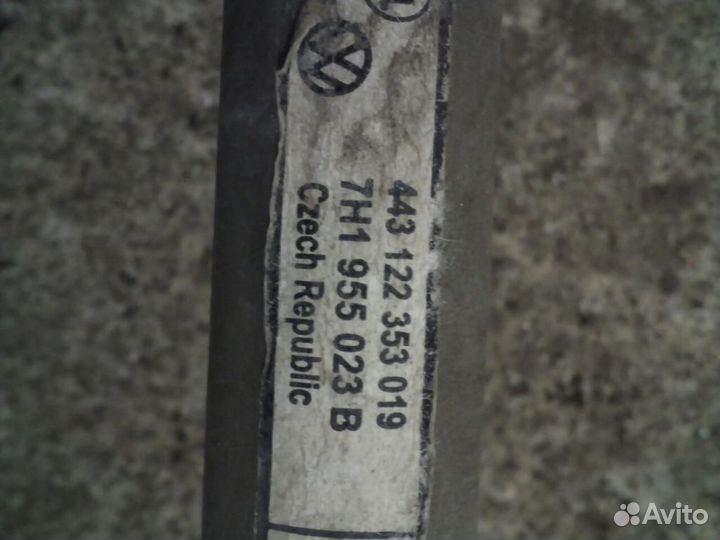 443 122 353 019
7H1 955 023 B
Czech Republic
Avito